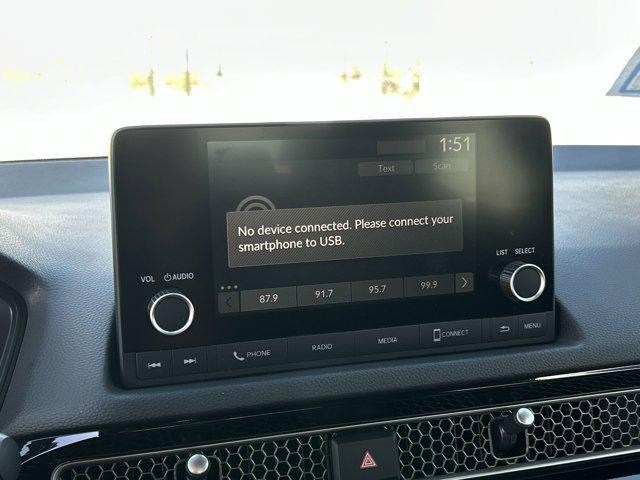 1:51
Text Scan
No device connected. Please connect your
smartphone to USB.
VOL AUDIO
LIST SELECT
87.9 91.7 95.7 99.9
PHONE RADIO MEDIA CONNECT MENU